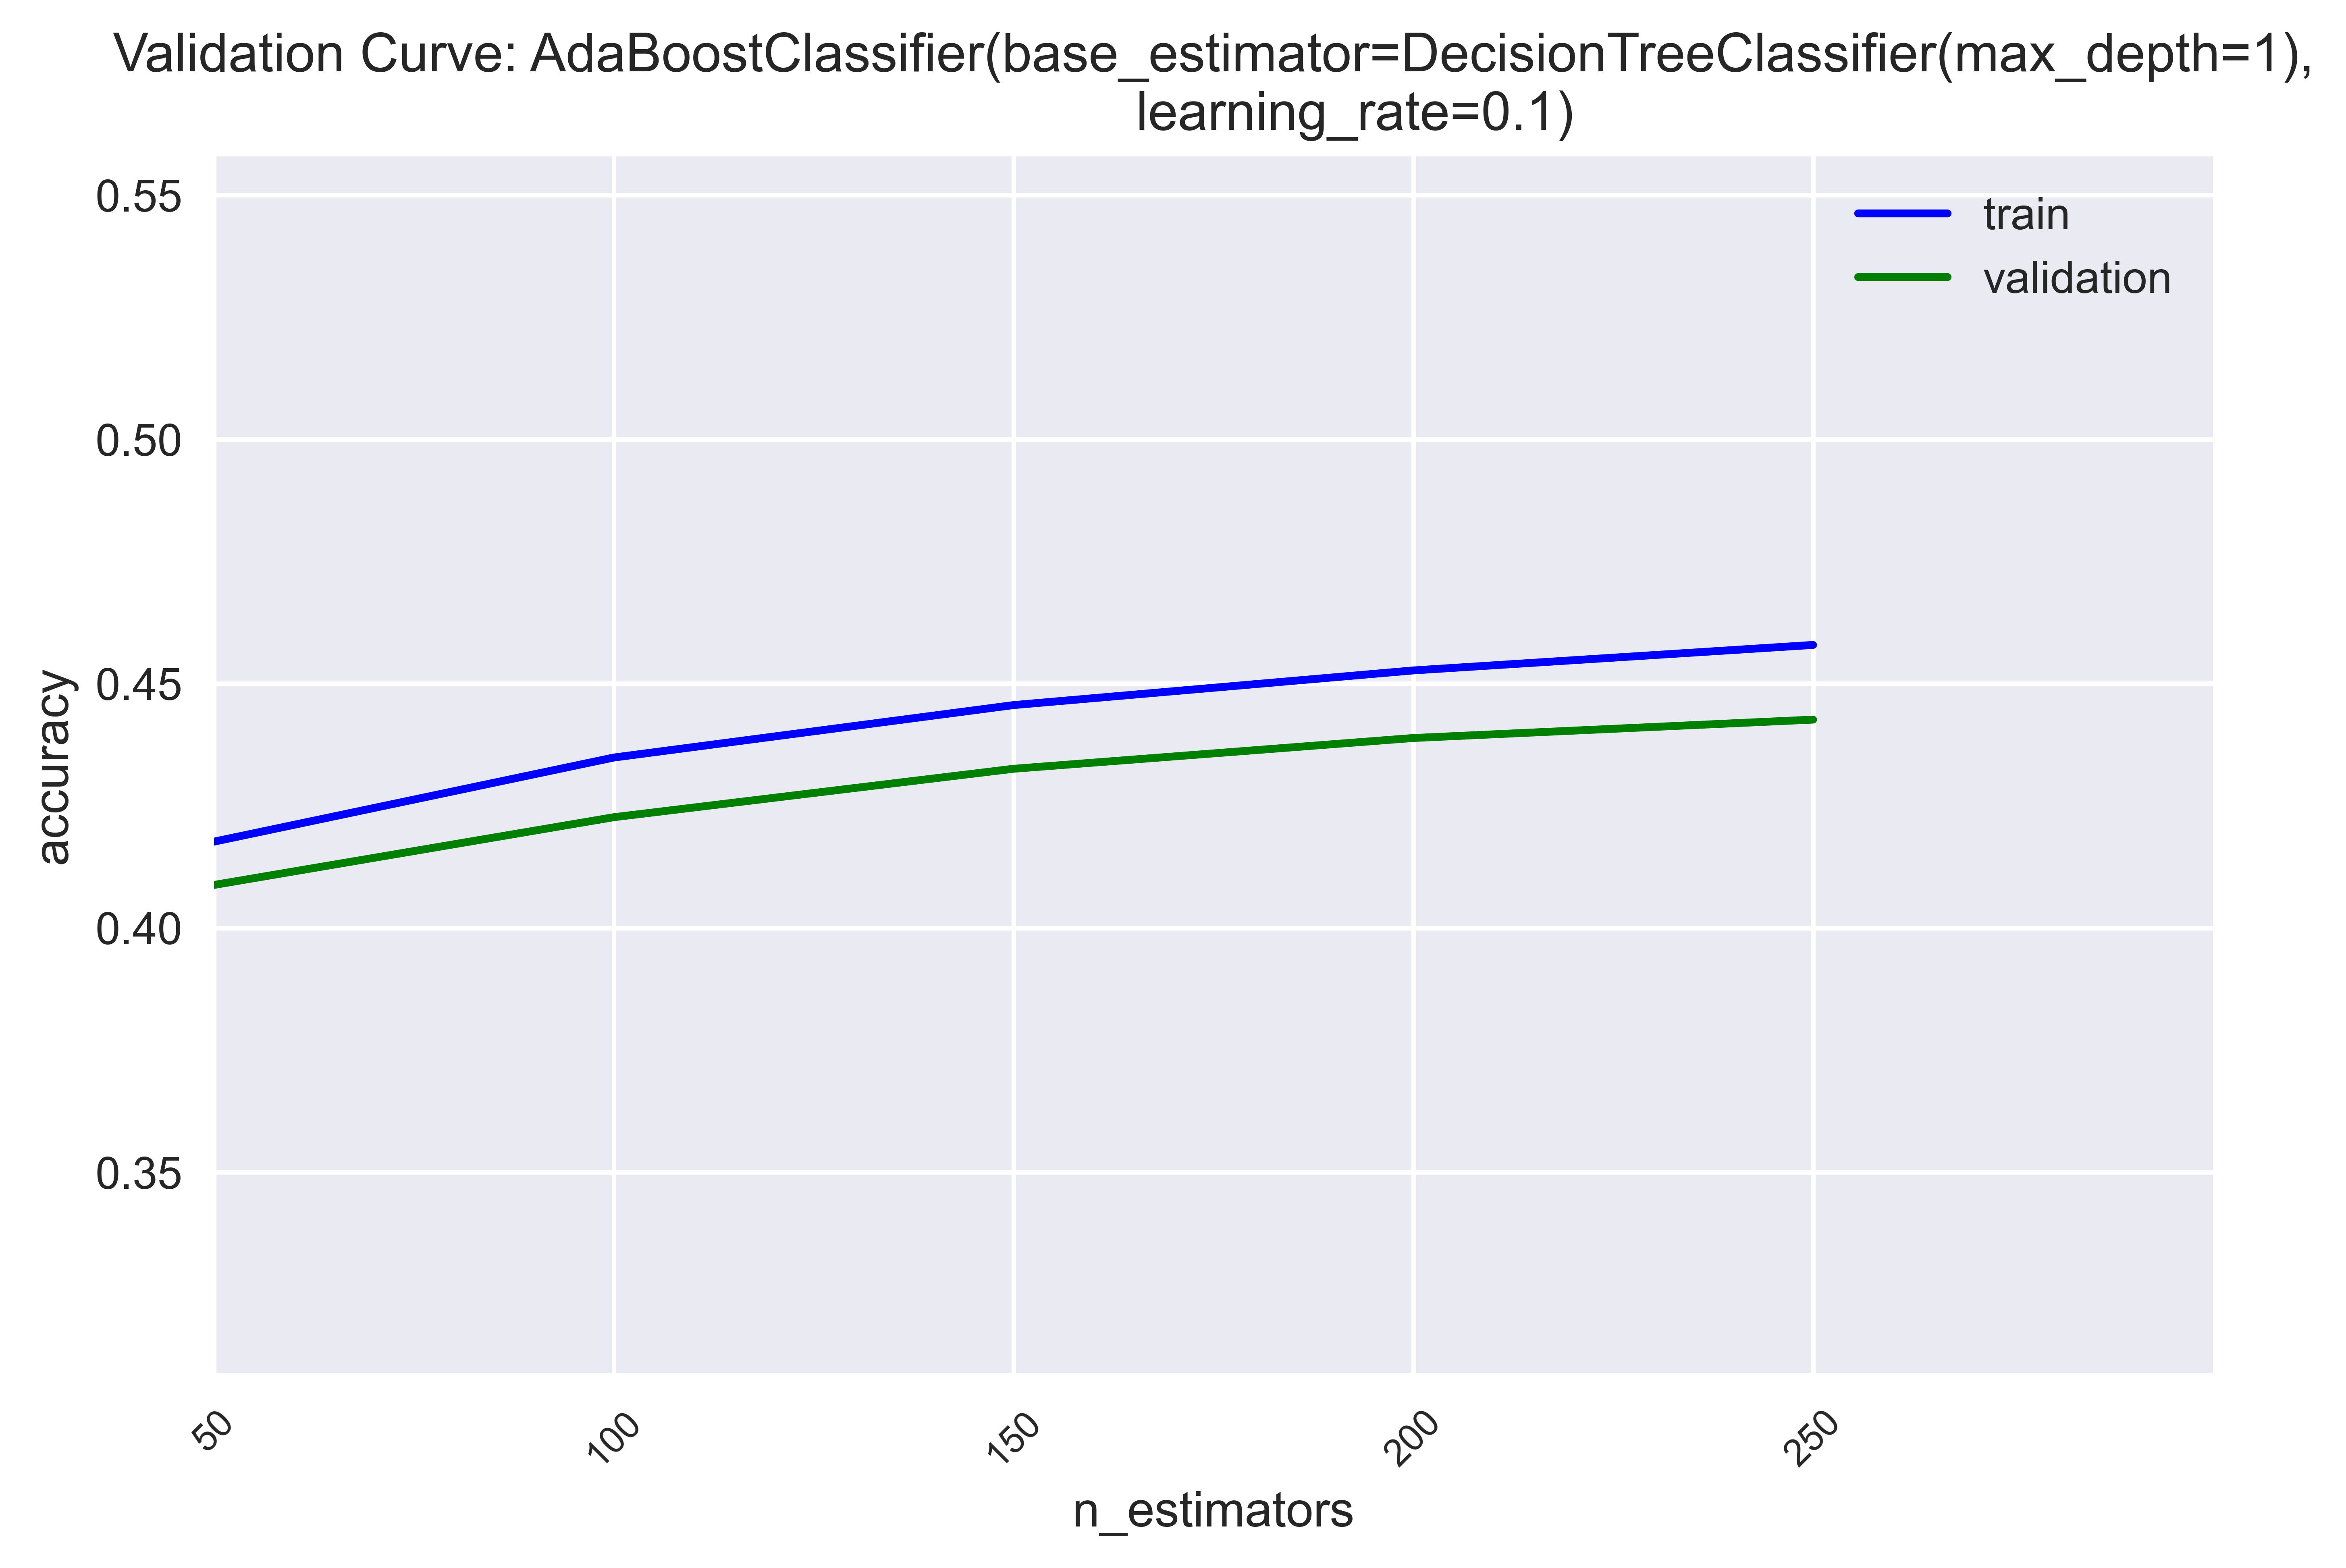 Validation Curve: AdaBoostClassifier(base_estimator=DecisionTreeClassifier(max_depth=1),
learning_rate=0.1)
train
validation
0.55
0.50
0.45
0.40
0.35
accuracy
50
100
150
200
250
n_estimators